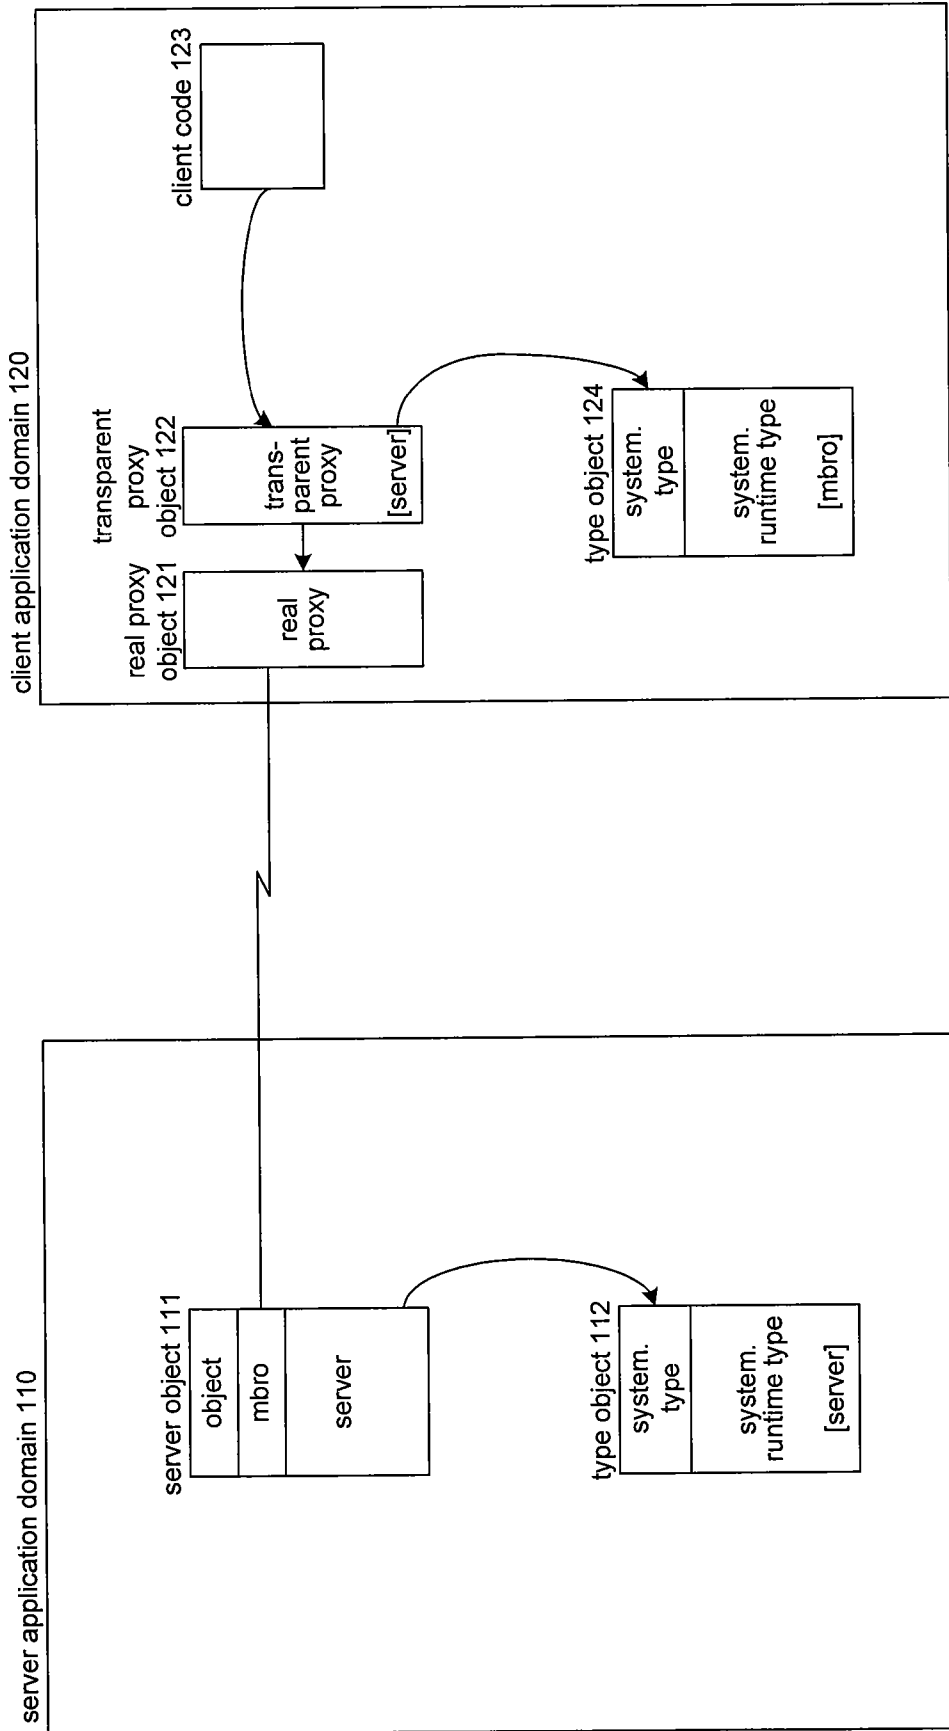 server application domain 110
server object 111
object
mbro
server
type object 112
system.
type
system.
runtime type
[server]
client application domain 120
real proxy
object 121
real
proxy
transparent
proxy
object 122
trans-
parent
proxy
[server]
client code 123
type object 124
system.
type
system.
runtime type
[mbro]